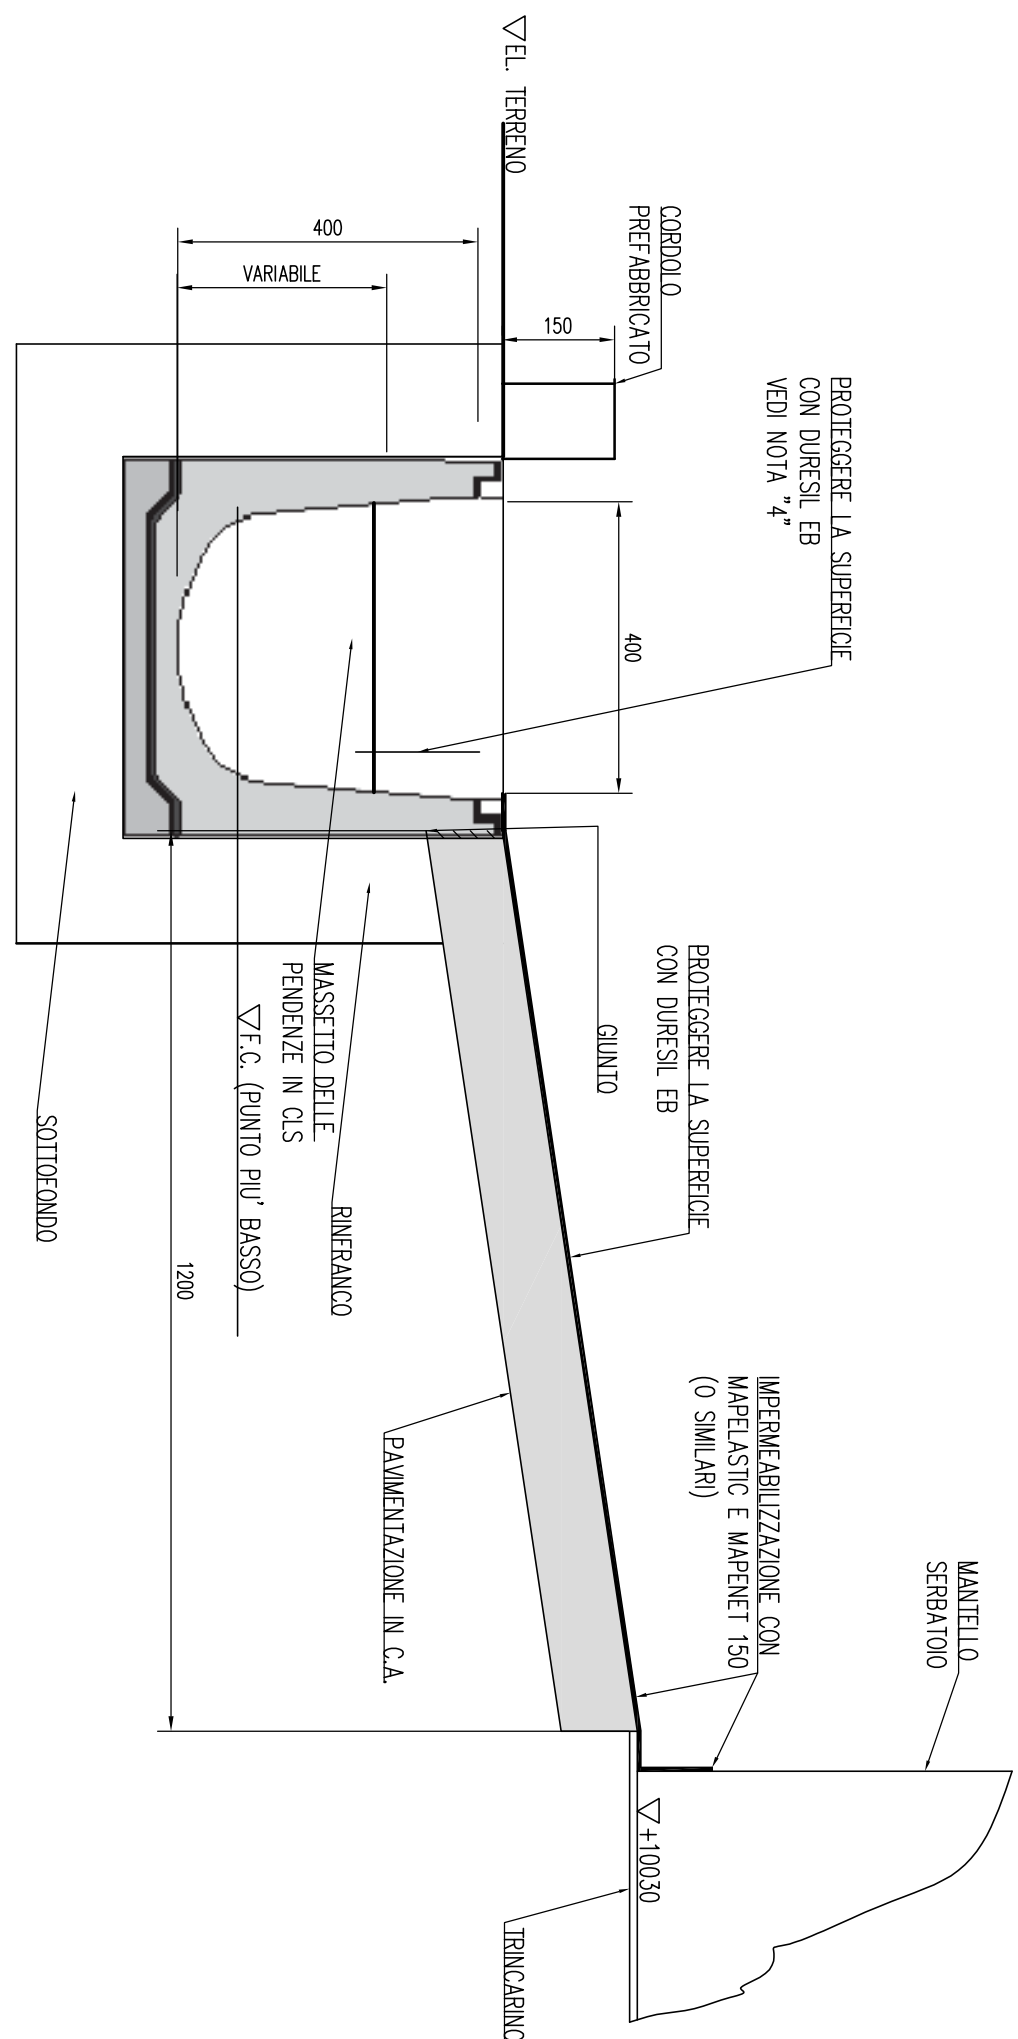 ▽EL. TERRENO
CORDOLO
PREFABBRICATO
400
VARIABILE
150
PROTEGGERE LA SUPERFICIE
CON DURESIL EB
VEDI NOTA "4"
400
GIUNTO
PROTEGGERE LA SUPERFICIE
CON DURESIL EB
MASSETTO DELLE
PENDENZE IN CLS
▽F.C. (PUNTO PIU' BASSO)
RINFRANCO
SOTTOFONDO
1200
PAVIMENTAZIONE IN C.A.
IMPERMEABILIZZAZIONE CON
MAPELASTIC E MAPENET 150
(O SIMILARI)
MANTELLO
SERBATOIO
▽+10030
TRINCARINO